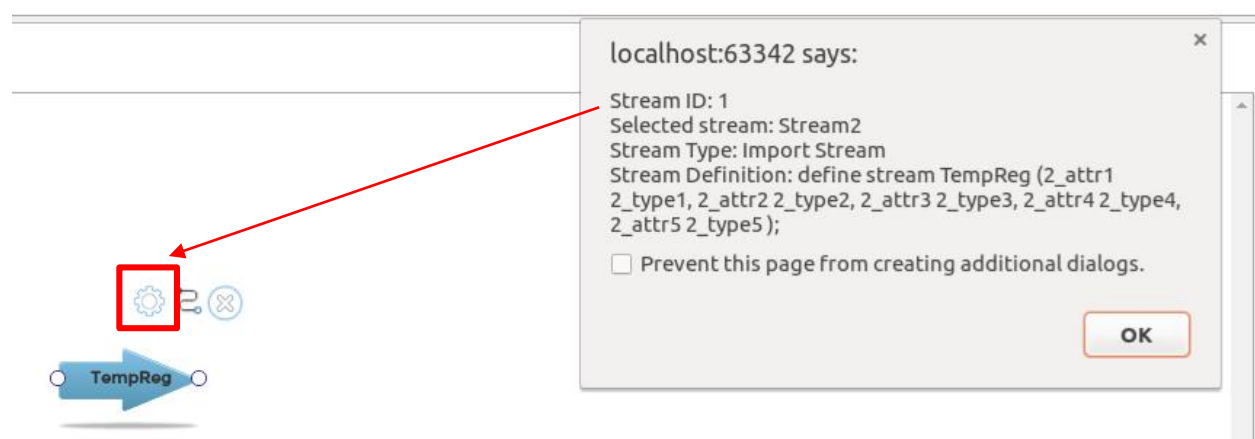 localhost:63342 says:
×
Stream ID: 1
Selected stream: Stream2
Stream Type: Import Stream
Stream Definition: define stream TempReg (2_attr1
2_type1, 2_attr2 2_type2, 2_attr3 2_type3, 2_attr4 2_type4,
2_attr5 2_type5 );
Prevent this page from creating additional dialogs.
OK
TempReg